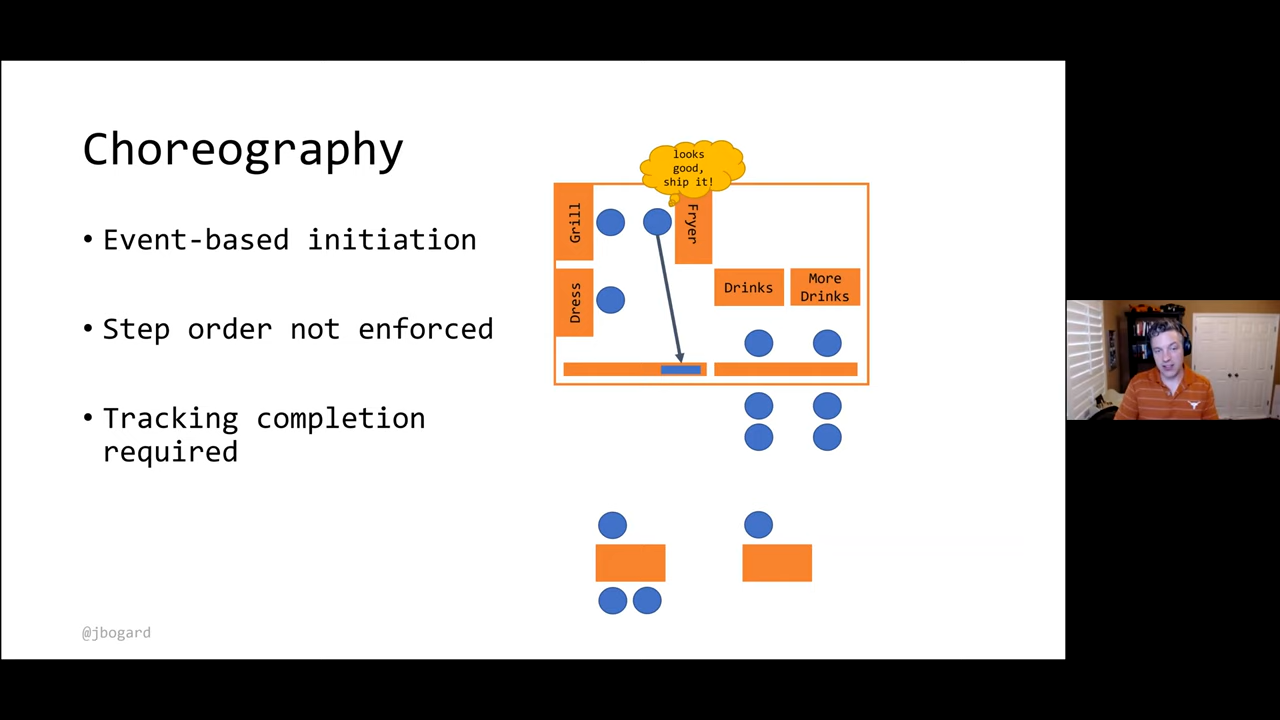 Choreography
• Event-based initiation
• Step order not enforced
• Tracking completion
required
looks
good,
ship it!
Grill
Fryer
Dress
Drinks
More
Drinks
@jbogard